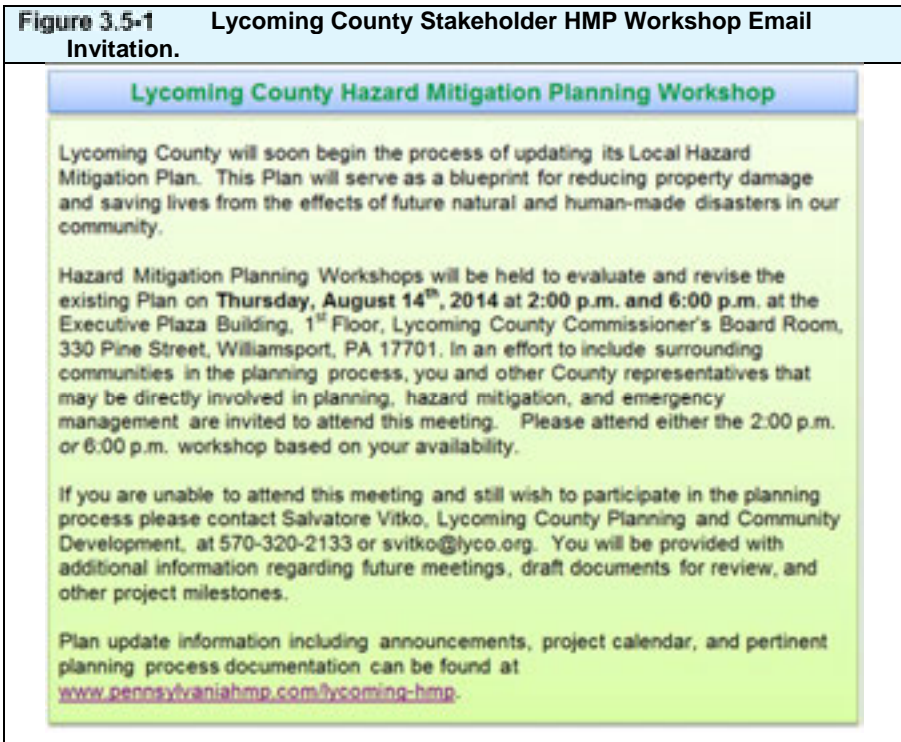 Figure 3.5-1 Lycoming County Stakeholder HMP Workshop Email
Invitation.
Lycoming County Hazard Mitigation Planning Workshop
Lycoming County will soon begin the process of updating its Local Hazard
Mitigation Plan. This Plan will serve as a blueprint for reducing property damage
and saving lives from the effects of future natural and human-made disasters in our
community.
Hazard Mitigation Planning Workshops will be held to evaluate and revise the
existing Plan on Thursday, August 14th, 2014 at 2:00 p.m. and 6:00 p.m. at the
Executive Plaza Building, 1st Floor, Lycoming County Commissioner's Board Room,
330 Pine Street, Williamsport, PA 17701. In an effort to include surrounding
communities in the planning process, you and other County representatives that
may be directly involved in planning, hazard mitigation, and emergency
management are invited to attend this meeting. Please attend either the 2:00 p.m.
or 6:00 p.m. workshop based on your availability.
If you are unable to attend this meeting and still wish to participate in the planning
process please contact Salvatore Vitko, Lycoming County Planning and Community
Development, at 570-320-2133 or svitko@lyco.org. You will be provided with
additional information regarding future meetings, draft documents for review, and
other project milestones.
Plan update information including announcements, project calendar, and pertinent
planning process documentation can be found at
www.pennsylvaniahmp.com/lycoming-hmp.